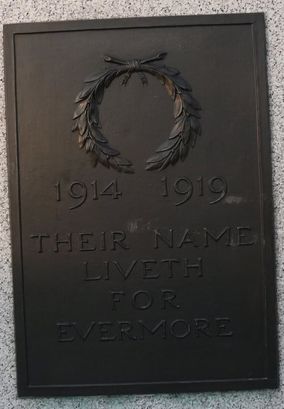 1914 1919
THEIR NAME
LIVETH
FOR
EVERMORE